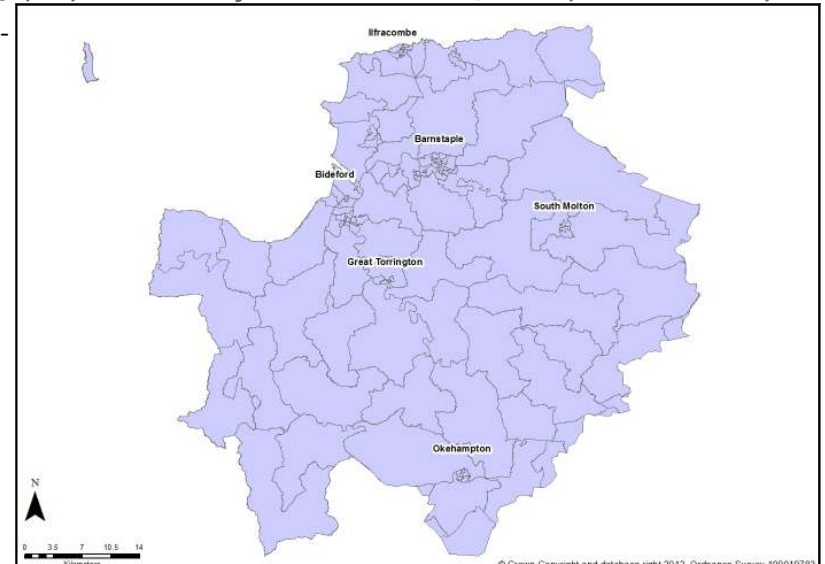 Ilfracombe
Barnstaple
Bideford
South Molton
Great Torrington
Okehampton
N
0 3.5 7 10.5 14
Kilometers
© Crown Copyright and database right 2012. Ordnance Survey 100019783